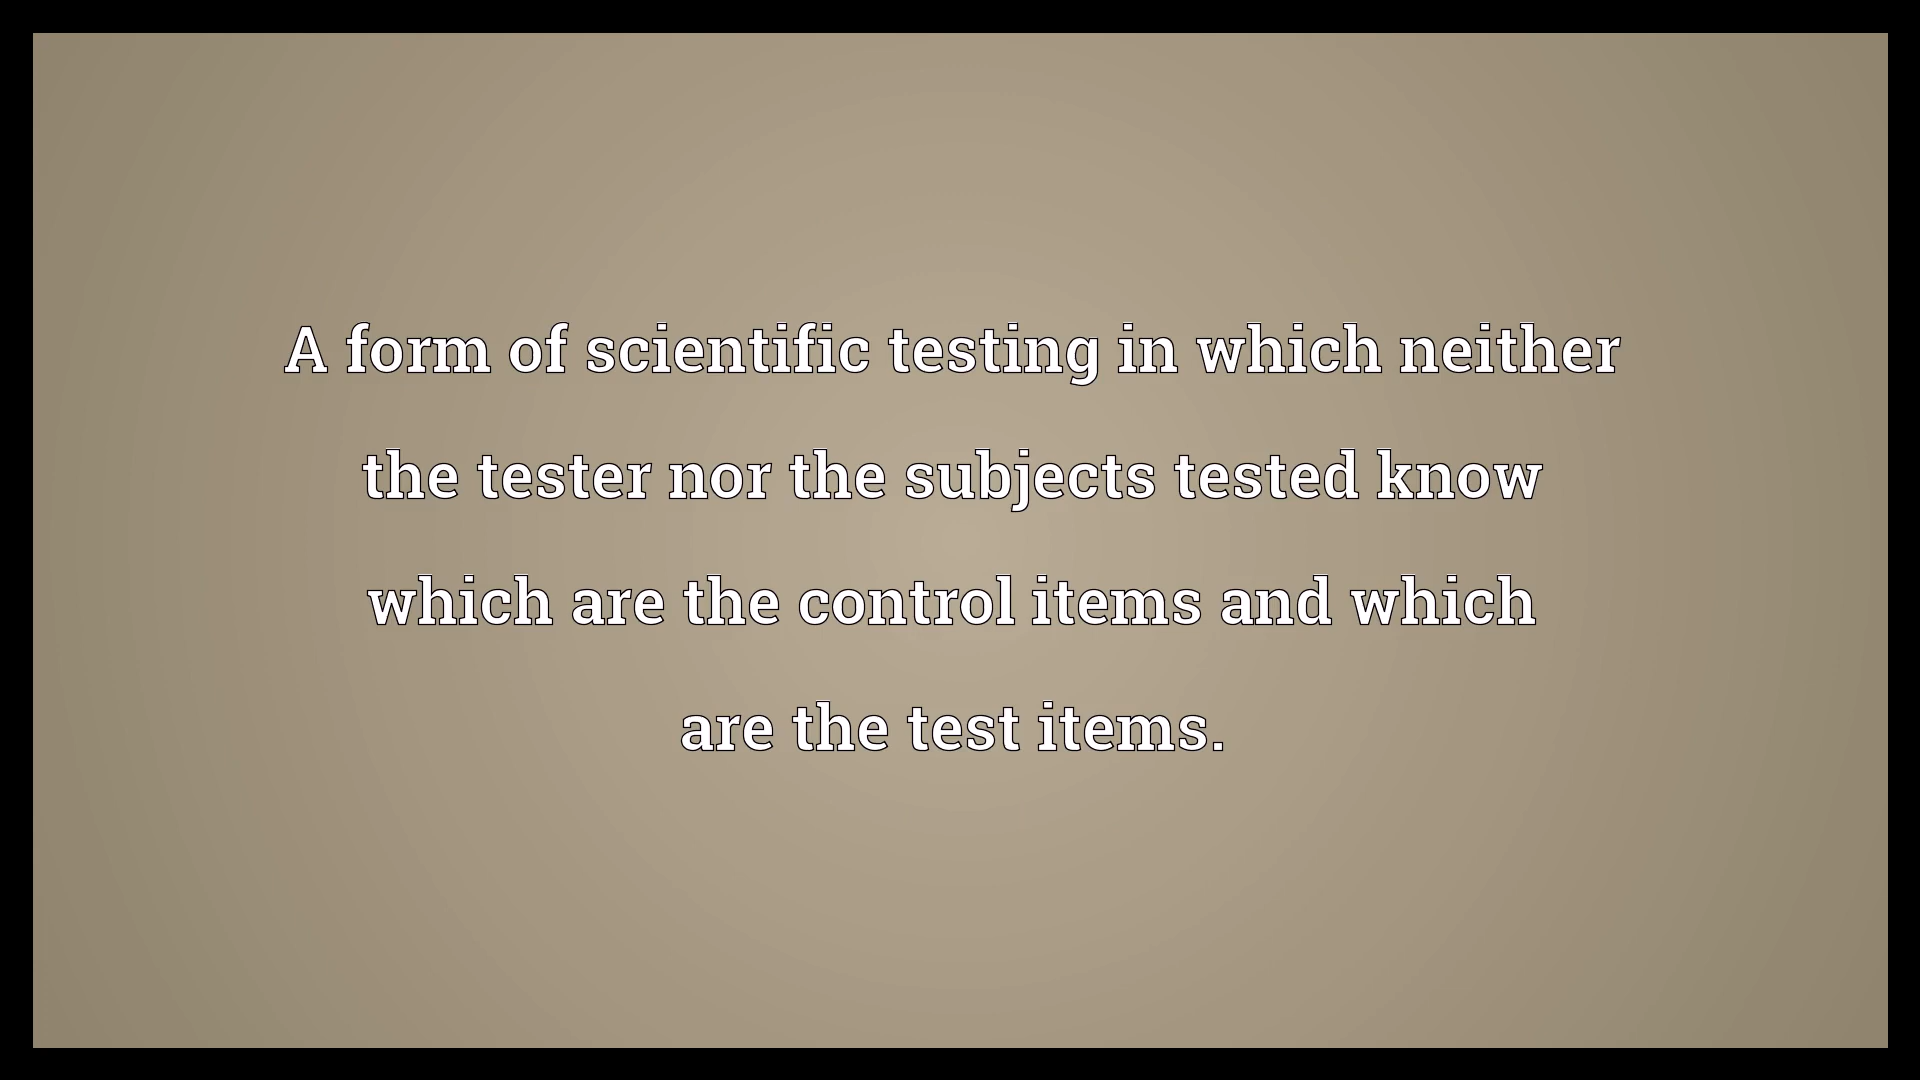 A form of scientific testing in which neither
the tester nor the subjects tested know
which are the control items and which
are the test items.